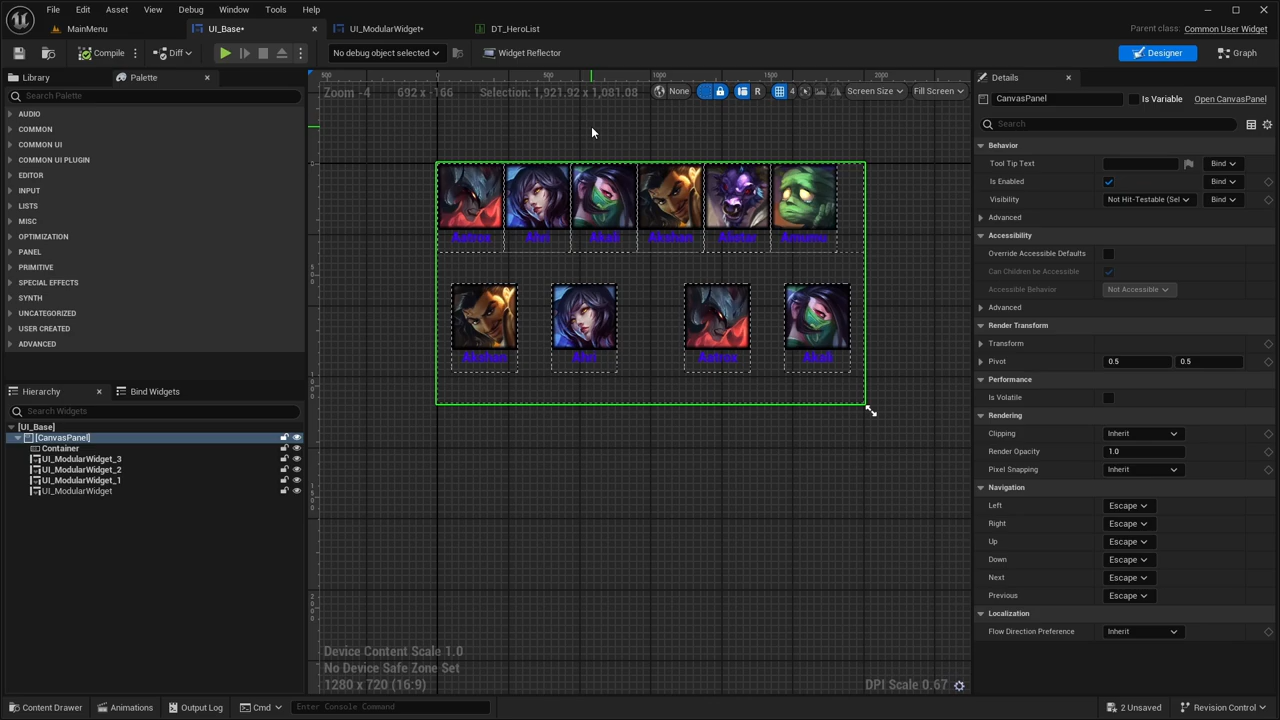 File Edit Asset View Debug Window Tools Help
MainMenu UI_Base* UI_ModularWidget* DT_HeroList Parent class: Common User Widget
Compile Diff No debug object selected Widget Reflector Designer Graph
Library Palette
Search Palette
AUDIO
COMMON
COMMON UI
COMMON UI PLUGIN
EDITOR
INPUT
LISTS
MISC
OPTIMIZATION
PANEL
PRIMITIVE
SPECIAL EFFECTS
SYNTH
UNCATEGORIZED
USER CREATED
ADVANCED
Hierarchy Bind Widgets
Search Widgets
[UI_Base]
[CanvasPanel]
Container
UI_ModularWidget_3
UI_ModularWidget_2
UI_ModularWidget_1
UI_ModularWidget
500 0 500 1000 1500 2000
Zoom -4 692 x -166 Selection: 1,921.92 x 1,081.08 None R 4 Screen Size Fill Screen
Aatrox Ahri Akali Akshan Alistar Amumu
Akshan Ahri Aatrox Akali
Device Content Scale 1.0
No Device Safe Zone Set
1280 x 720 (16:9) DPI Scale 0.67
Details
CanvasPanel Is Variable Open CanvasPanel
Search
Behavior
Tool Tip Text Bind
Is Enabled Bind
Visibility Not Hit-Testable (Sel Bind
Advanced
Accessibility
Override Accessible Defaults
Can Children be Accessible
Accessible Behavior Not Accessible
Advanced
Render Transform
Transform
Pivot 0.5 0.5
Performance
Is Volatile
Rendering
Clipping Inherit
Render Opacity 1.0
Pixel Snapping Inherit
Navigation
Left Escape
Right Escape
Up Escape
Down Escape
Next Escape
Previous Escape
Localization
Flow Direction Preference Inherit
Content Drawer Animations Output Log Cmd Enter Console Command 2 Unsaved Revision Control